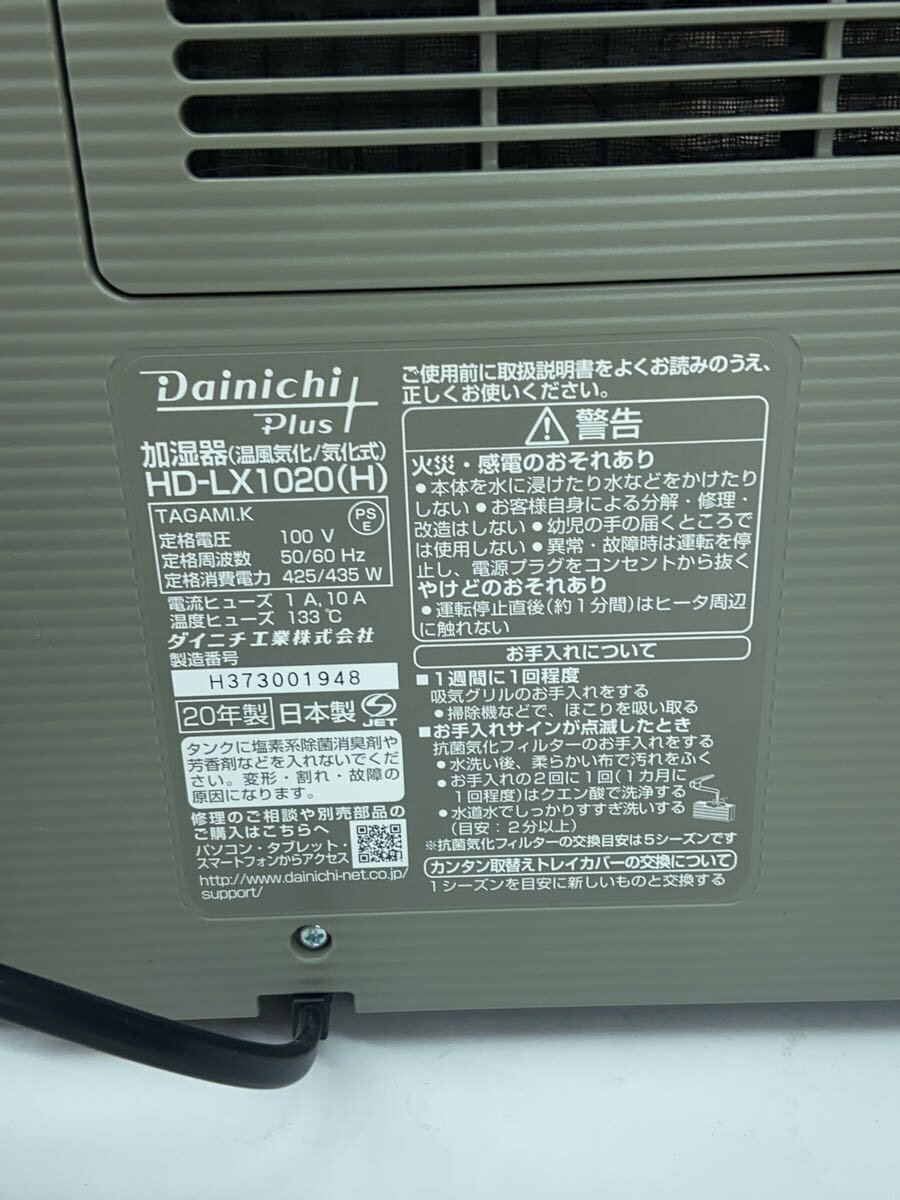 Dainichi
Plus
加湿器(温風気化/気化式)
HD-LX1020(H)
TAGAMI.K
PS
E
定格電圧 100 V
定格周波数 50/60 Hz
定格消費電力 425/435 W
電流ヒューズ 1 A,10 A
温度ヒューズ 133℃
ダイニチ工業株式会社
製造番号
H373001948
20年製 日本製 JET
タンクに塩素系除菌消臭剤や
芳香剤などを入れないでくだ
さい。変形・割れ・故障の
原因になります。
修理のご相談や別売部品の
ご購入はこちらへ
パソコン・タブレット・
スマートフォンからアクセス
http://www.dainichi-net.co.jp/
support/
ご使用前に取扱説明書をよくお読みのうえ、
正しくお使いください。
警告
火災・感電のおそれあり
●本体を水に浸けたり水などをかけたり
しない ●お客様自身による分解・修理・
改造はしない ●幼児の手の届くところで
は使用しない ●異常・故障時は運転を停
止し、電源プラグをコンセントから抜く
やけどのおそれあり
●運転停止直後(約1分間)はヒータ周辺
に触れない
お手入れについて
■1週間に1回程度
吸気グリルのお手入れをする
●掃除機などで、ほこりを吸い取る
■お手入れサインが点滅したとき
抗菌気化フィルターのお手入れをする
●水洗い後、柔らかい布で汚れをふく
●お手入れの2回に1回(1カ月に
1回程度)はクエン酸で洗浄する
●水道水でしっかりすすぎ洗いする
(目安:2分以上)
※抗菌気化フィルターの交換目安は5シーズンです
カンタン取替えトレイカバーの交換について
1シーズンを目安に新しいものと交換する